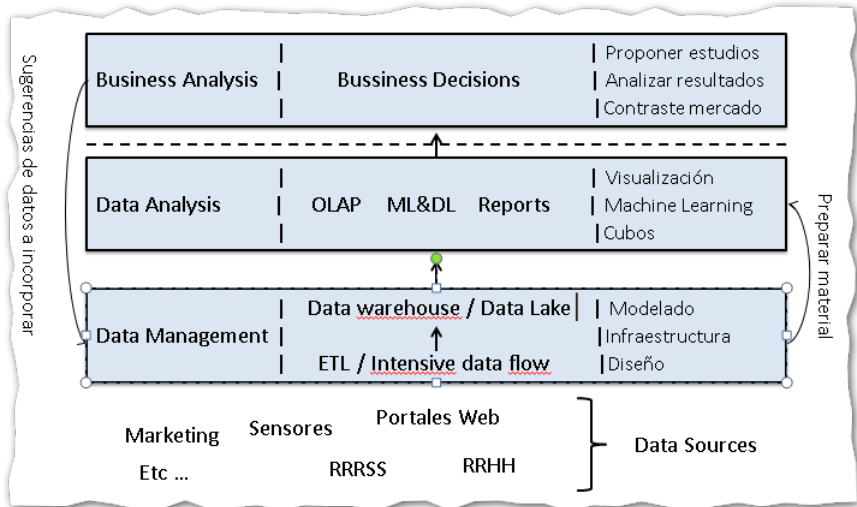 Sugerencias de datos a incorporar
Business Analysis
Bussiness Decisions
Proponer estudios
Analizar resultados
Contraste mercado
Data Analysis
OLAP ML&DL Reports
Visualización
Machine Learning
Cubos
Preparar material
Data Management
Data warehouse / Data Lake
ETL / Intensive data flow
Modelado
Infraestructura
Diseño
Marketing
Sensores
Portales Web
Etc ...
RRRSS
RRHH
Data Sources